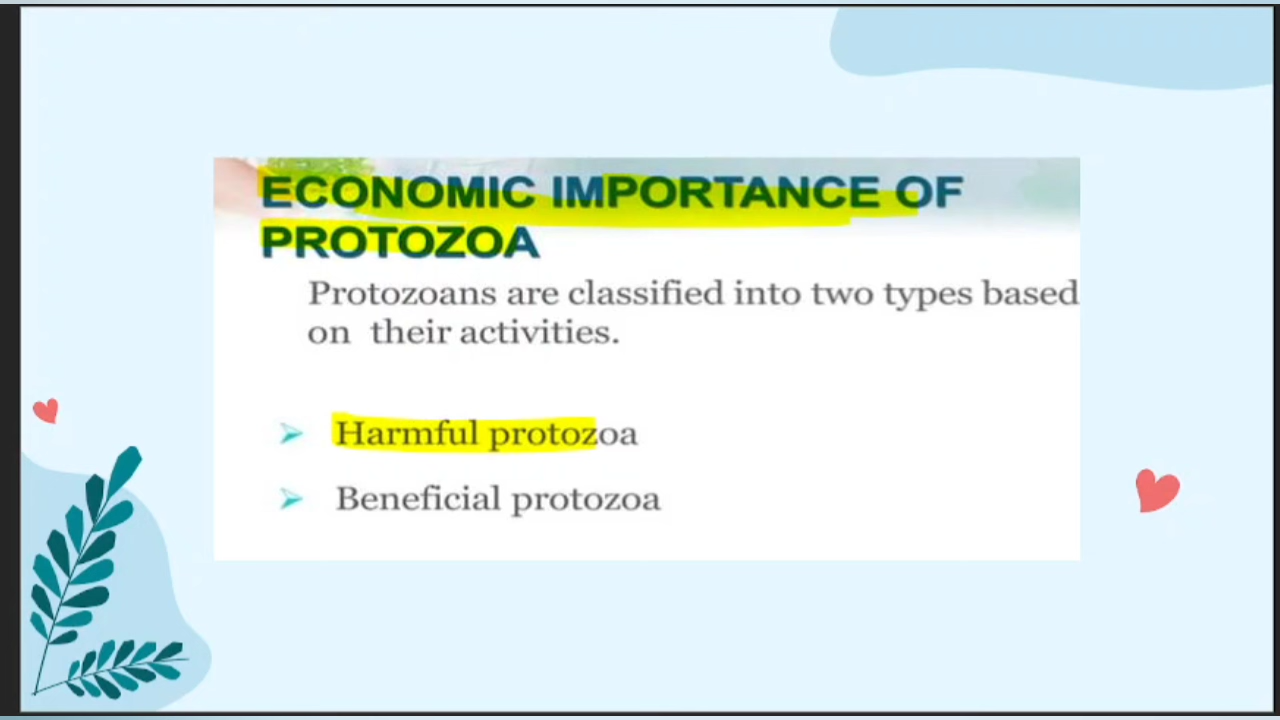 ECONOMIC IMPORTANCE OF
PROTOZOA
Protozoans are classified into two types based
on their activities.
➢ Harmful protozoa
➢ Beneficial protozoa